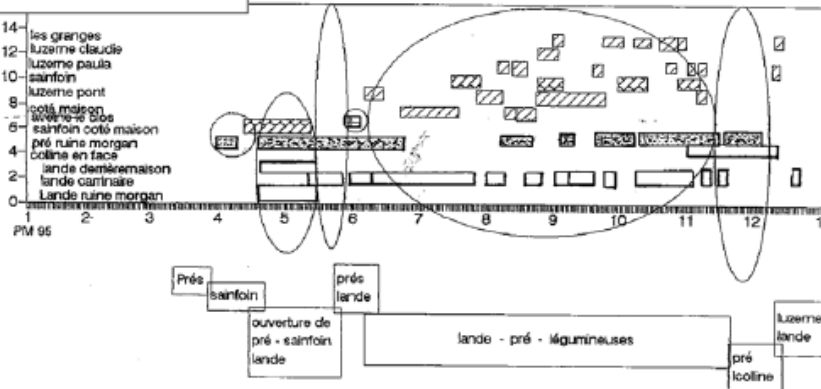 14
les granges
luzerne claudie
12
luzerne paula
10
sainfoin
luzerne pont
8
coté maison
6
sainfoin coté maison
pré ruine morgan
4
colline en face
lande derrièremaison
2
lande carrinaire
Lande ruine morgan
0
1 2 3 4 5 6 7 8 9 10 11 12
PM 95
Prés
sainfoin
ouverture de
pré - sainfoin
lande
prés
lande
lande - pré - légumineuses
luzerne
lande
pré
lcolline